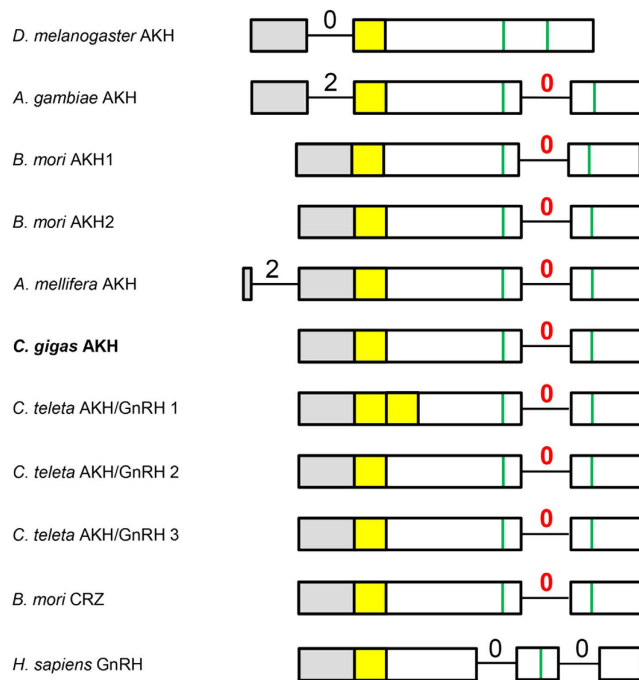 D. melanogaster AKH 0
A. gambiae AKH 2 0
B. mori AKH1 0
B. mori AKH2 0
A. mellifera AKH 2 0
C. gigas AKH 0
C. teleta AKH/GnRH 1 0
C. teleta AKH/GnRH 2 0
C. teleta AKH/GnRH 3 0
B. mori CRZ 0
H. sapiens GnRH 0 0